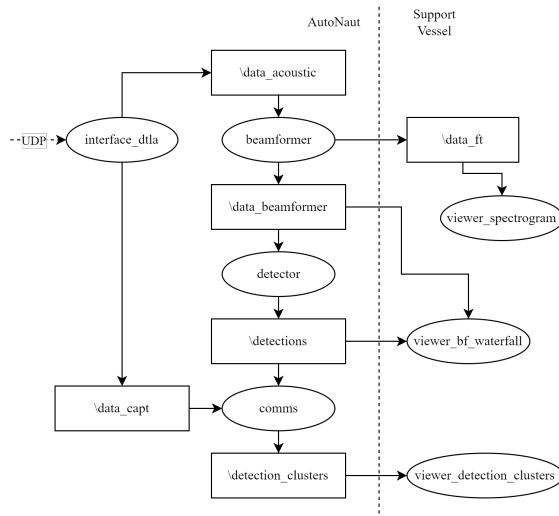 AutoNaut
Support
Vessel
\data_acoustic
UDP
interface_dtla
beamformer
\data_ft
\data_beamformer
viewer_spectrogram
detector
\detections
viewer_bf_waterfall
\data_capt
comms
\detection_clusters
viewer_detection_clusters